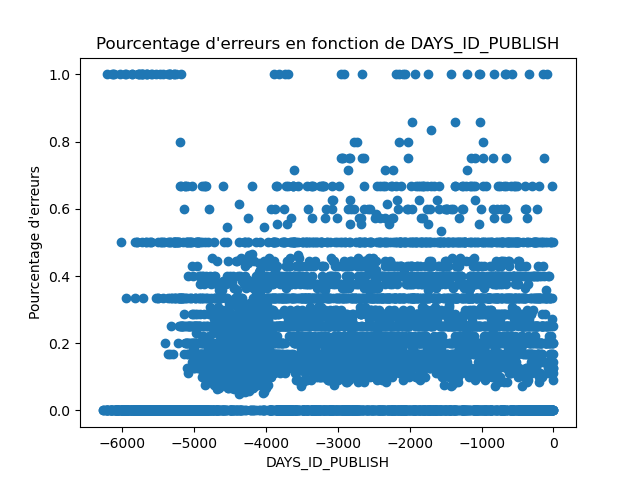 Pourcentage d'erreurs en fonction de DAYS_ID_PUBLISH
1.0
0.8
0.6
0.4
0.2
0.0
Pourcentage d'erreurs
−6000 −5000 −4000 −3000 −2000 −1000 0
DAYS_ID_PUBLISH